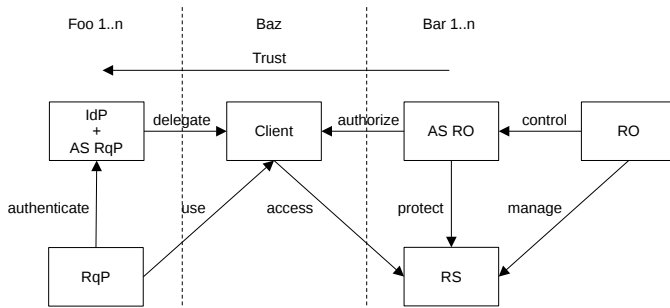 Foo 1..n
Baz
Bar 1..n
Trust
IdP
+
AS RqP
delegate
Client
authorize
AS RO
control
RO
authenticate
use
access
protect
manage
RqP
RS